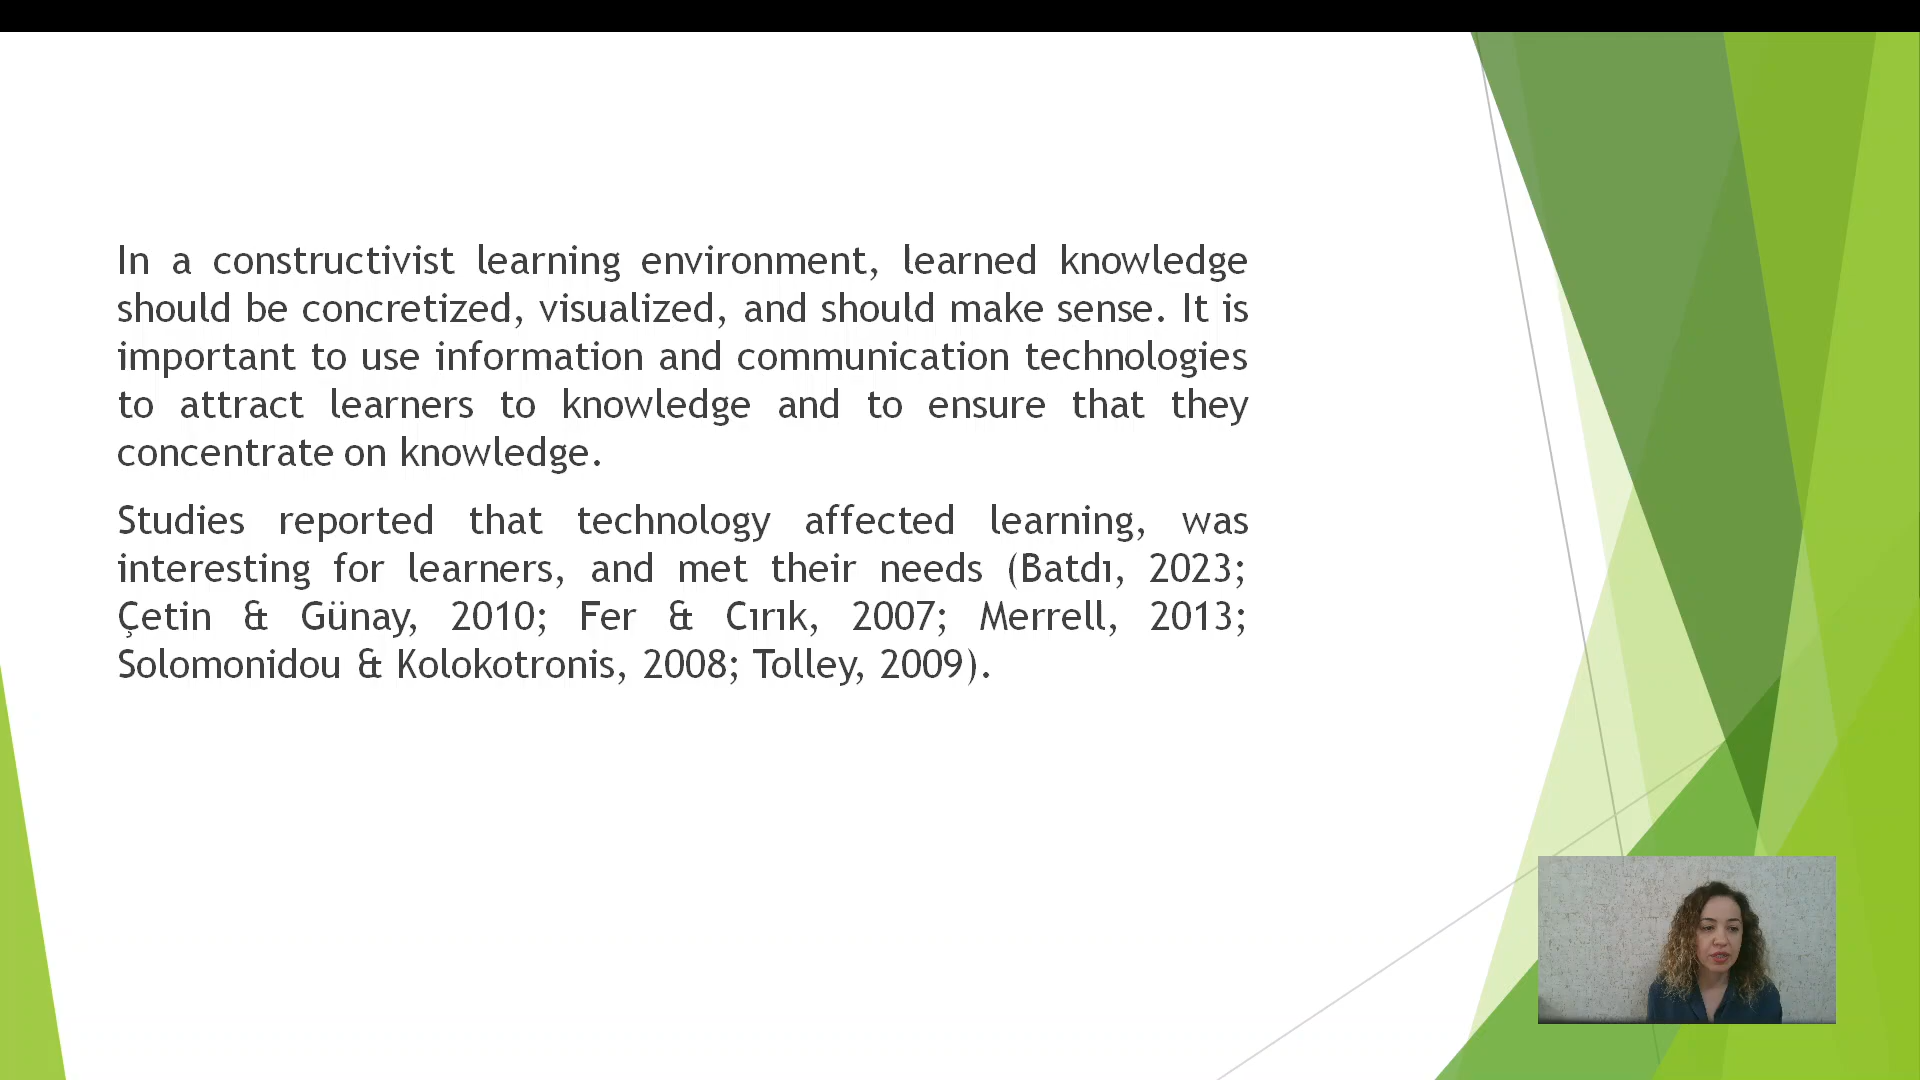 In a constructivist learning environment, learned knowledge
should be concretized, visualized, and should make sense. It is
important to use information and communication technologies
to attract learners to knowledge and to ensure that they
concentrate on knowledge.
Studies reported that technology affected learning, was
interesting for learners, and met their needs (Batdı, 2023;
Çetin & Günay, 2010; Fer & Cırık, 2007; Merrell, 2013;
Solomonidou & Kolokotronis, 2008; Tolley, 2009).